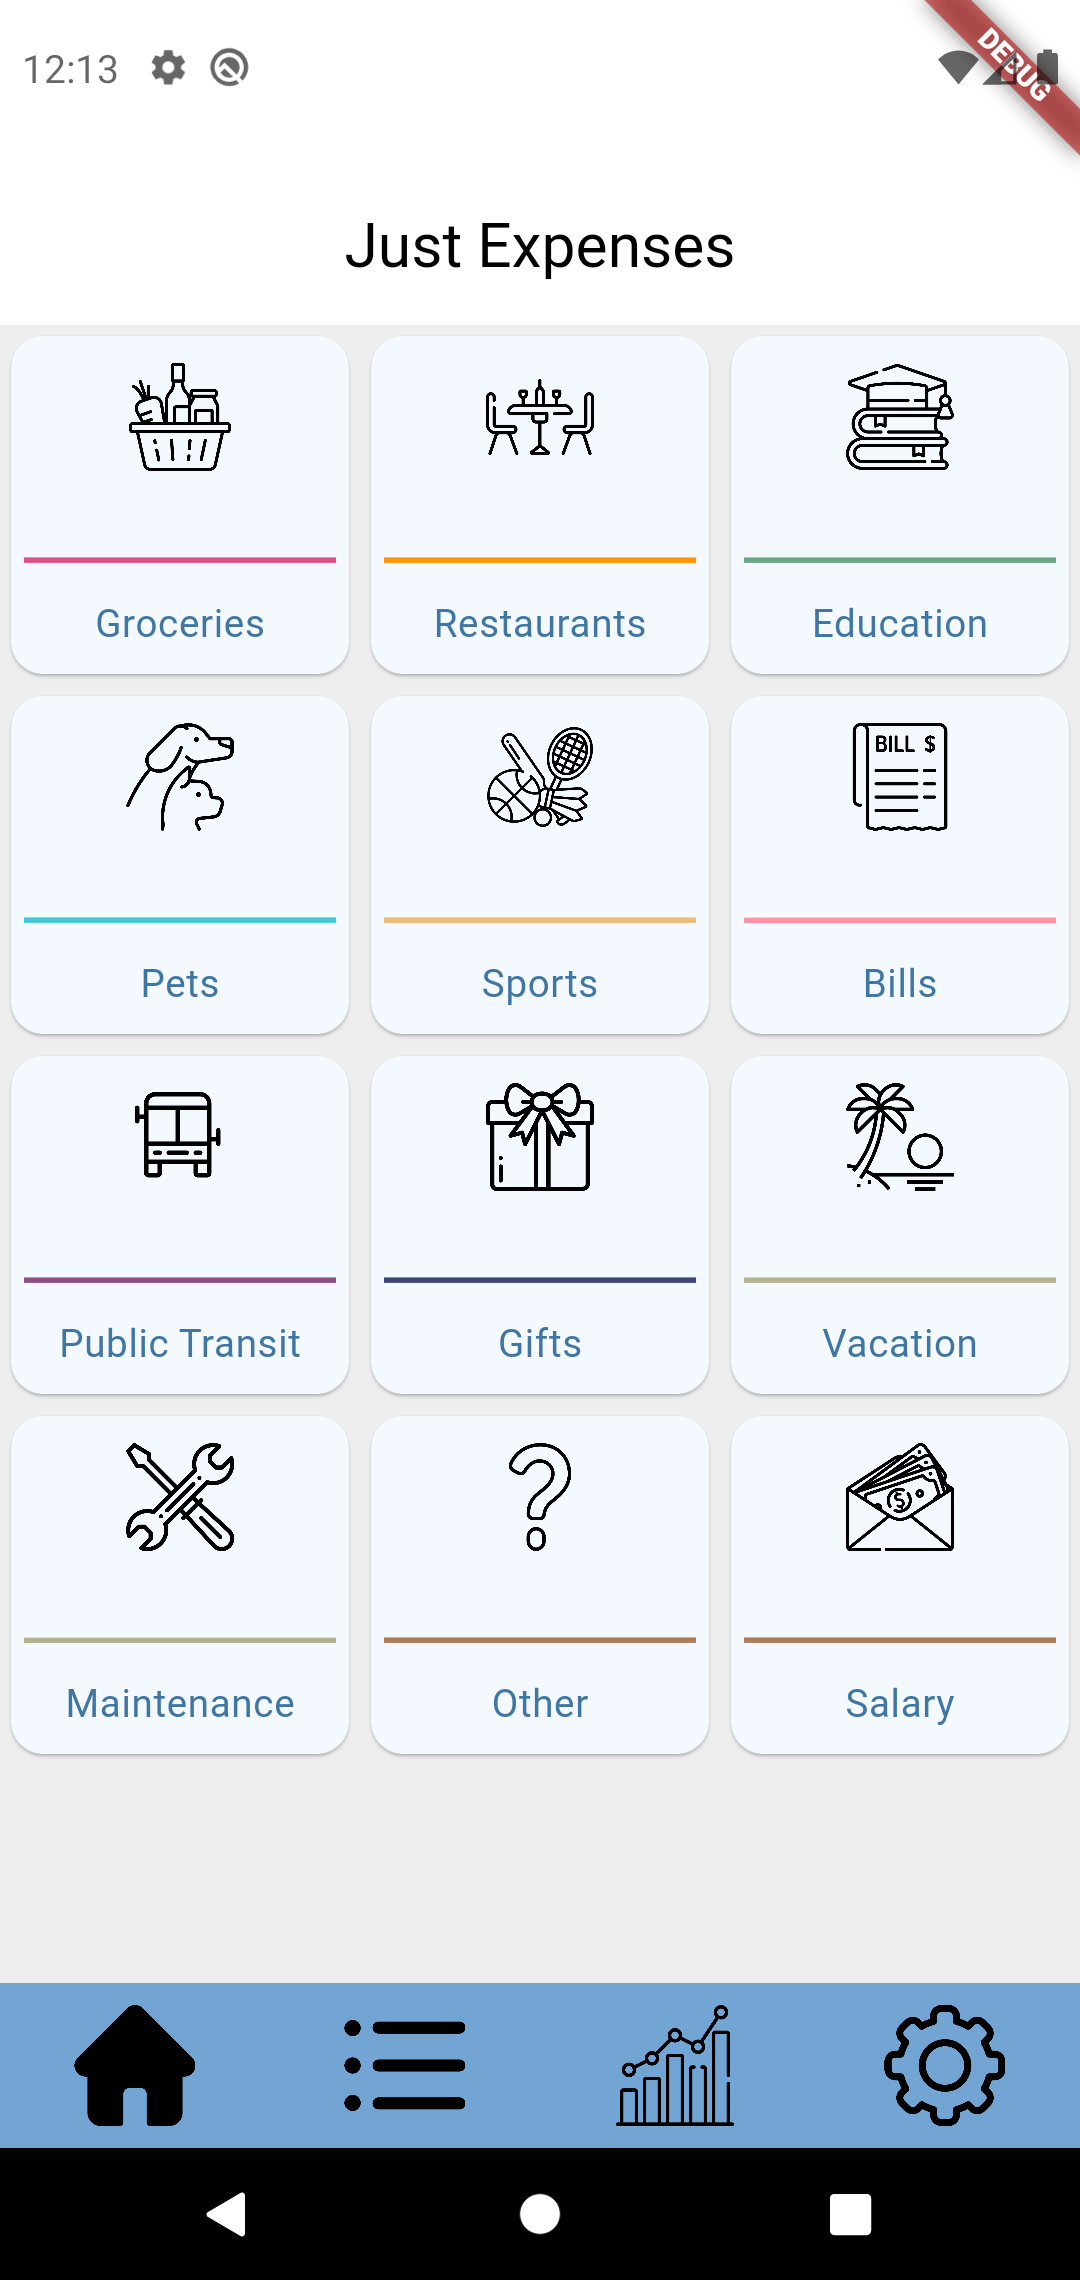 12:13
DEBUG
Just Expenses
Groceries
Restaurants
Education
BILL $
Pets
Sports
Bills
Public Transit
Gifts
Vacation
$
Maintenance
Other
Salary